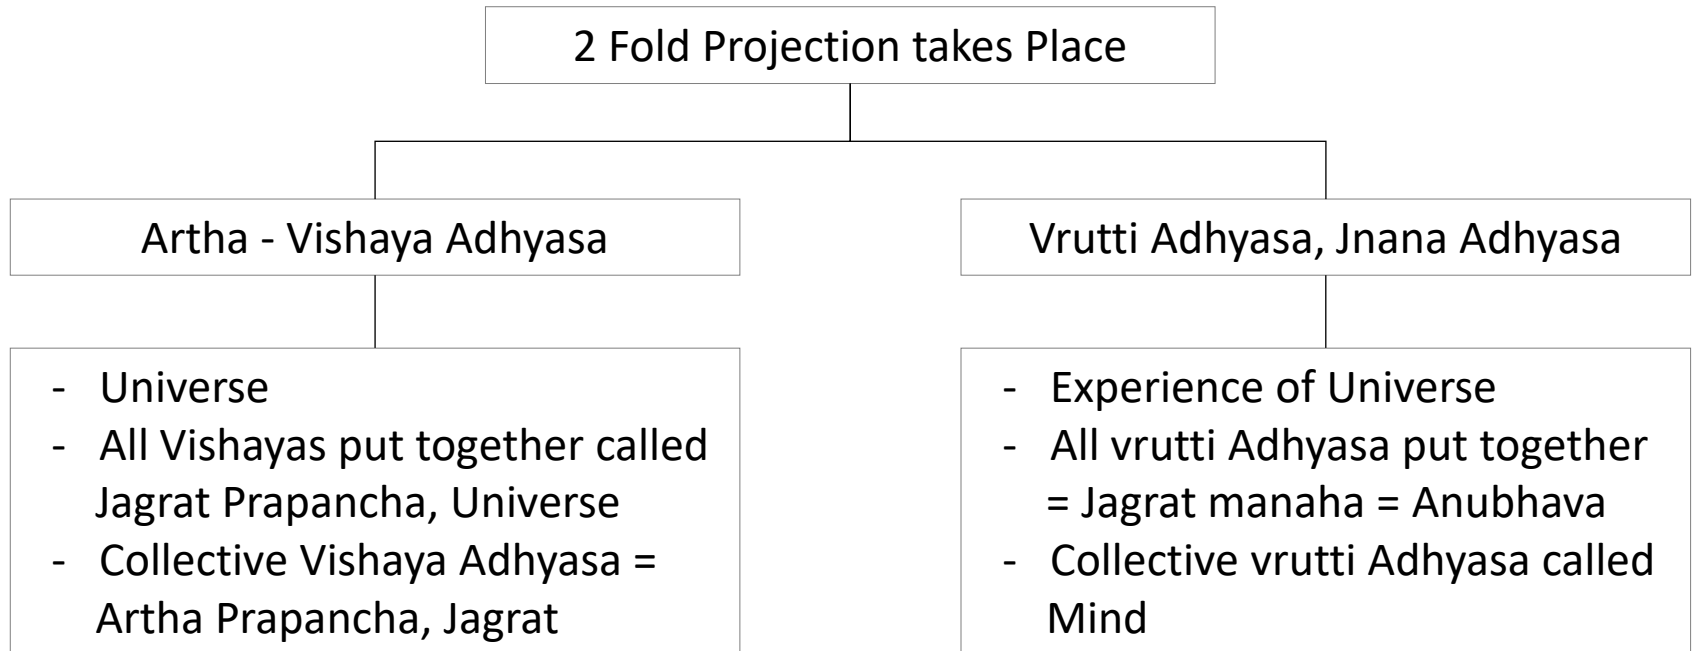 2 Fold Projection takes Place
Artha - Vishaya Adhyasa
Vrutti Adhyasa, Jnana Adhyasa
- Universe
- All Vishayas put together called
Jagrat Prapancha, Universe
- Collective Vishaya Adhyasa =
Artha Prapancha, Jagrat
- Experience of Universe
- All vrutti Adhyasa put together
= Jagrat manaha = Anubhava
- Collective vrutti Adhyasa called
Mind